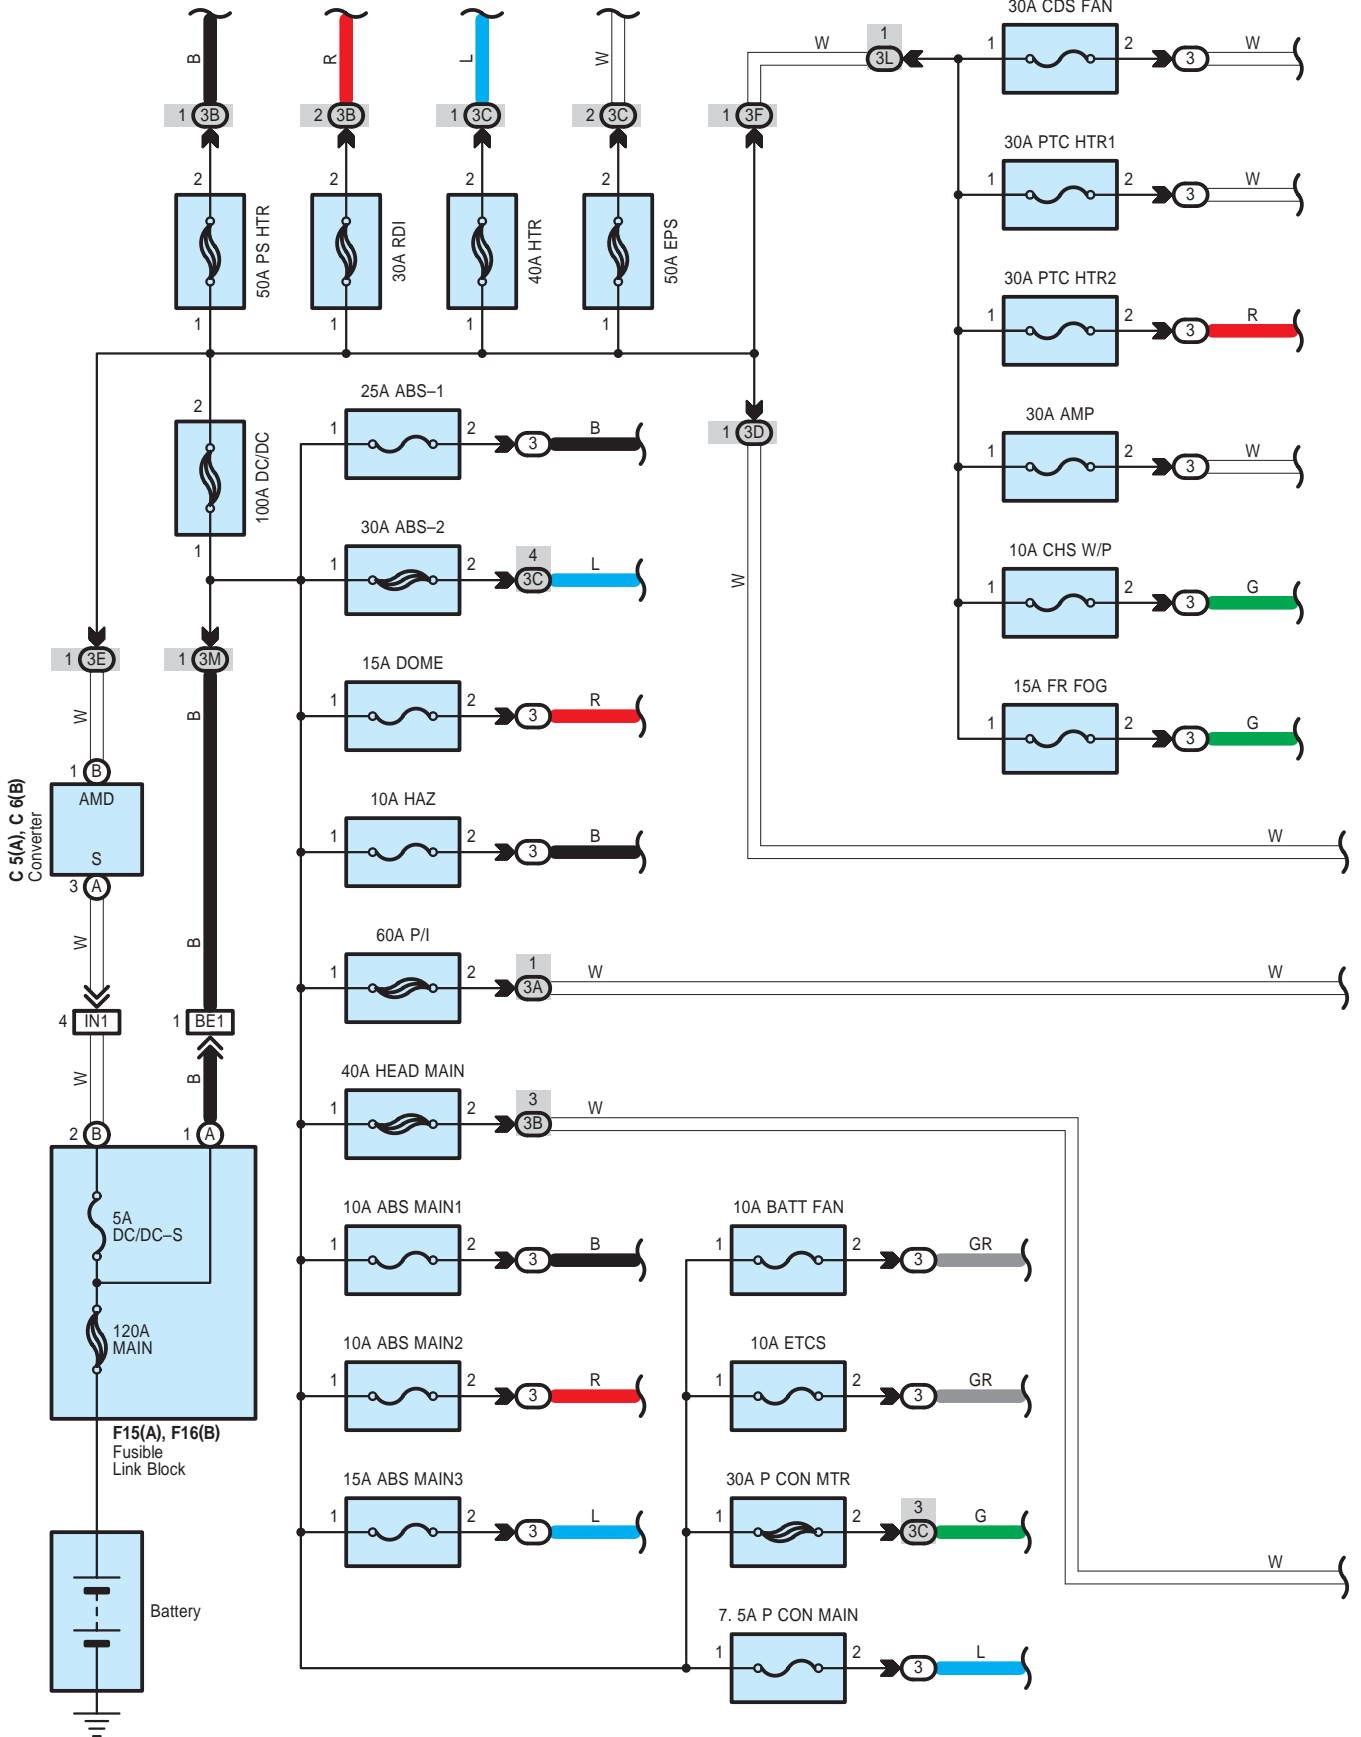 30A CDS FAN
B
R
L
W
W
1
3L
1
2
3
W
1 3B
2 3B
1 3C
2 3C
1 3F
30A PTC HTR1
1
2
3
W
2
2
2
2
50A PS HTR
30A RDI
40A HTR
50A EPS
1
1
1
1
30A PTC HTR2
1
2
3
R
25A ABS–1
1
2
3
B
1 3D
30A AMP
1
2
3
W
2
100A DC/DC
1
30A ABS–2
1
2
4
3C
L
W
10A CHS W/P
1
2
3
G
1 3E
1 3M
15A DOME
1
2
3
R
15A FR FOG
1
2
3
G
W
B
1 B
AMD
S
3 A
C 5(A), C 6(B)
Converter
10A HAZ
1
2
3
B
W
W
B
60A P/I
1
2
1
3A
W
W
4 IN1
1 BE1
W
B
40A HEAD MAIN
1
2
3
3B
W
2 B
1 A
5A
DC/DC–S
120A
MAIN
F15(A), F16(B)
Fusible
Link Block
10A ABS MAIN1
1
2
3
B
10A BATT FAN
1
2
3
GR
10A ABS MAIN2
1
2
3
R
10A ETCS
1
2
3
GR
15A ABS MAIN3
1
2
3
L
30A P CON MTR
1
2
3
3C
G
W
Battery
7. 5A P CON MAIN
1
2
3
L